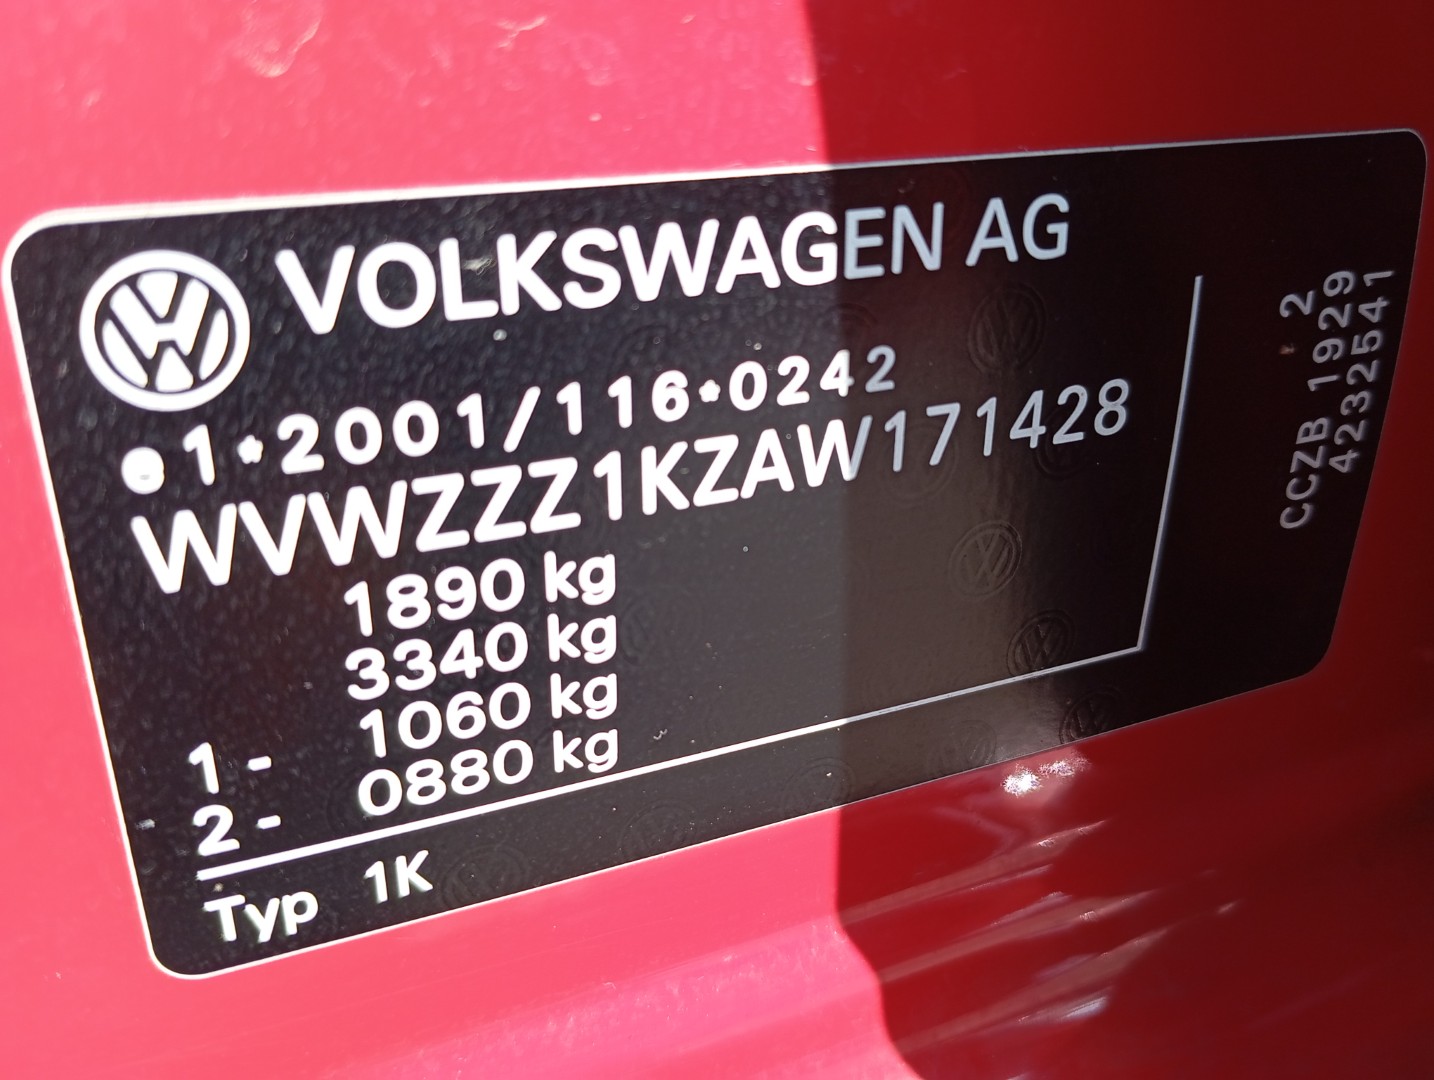 VOLKSWAGEN AG
e1*2001/116*0242
WVWZZZ1KZAW171428
1890 kg
3340 kg
1 - 1060 kg
2 - 0880 kg
Typ 1K
2
CCZB 1929
4232541